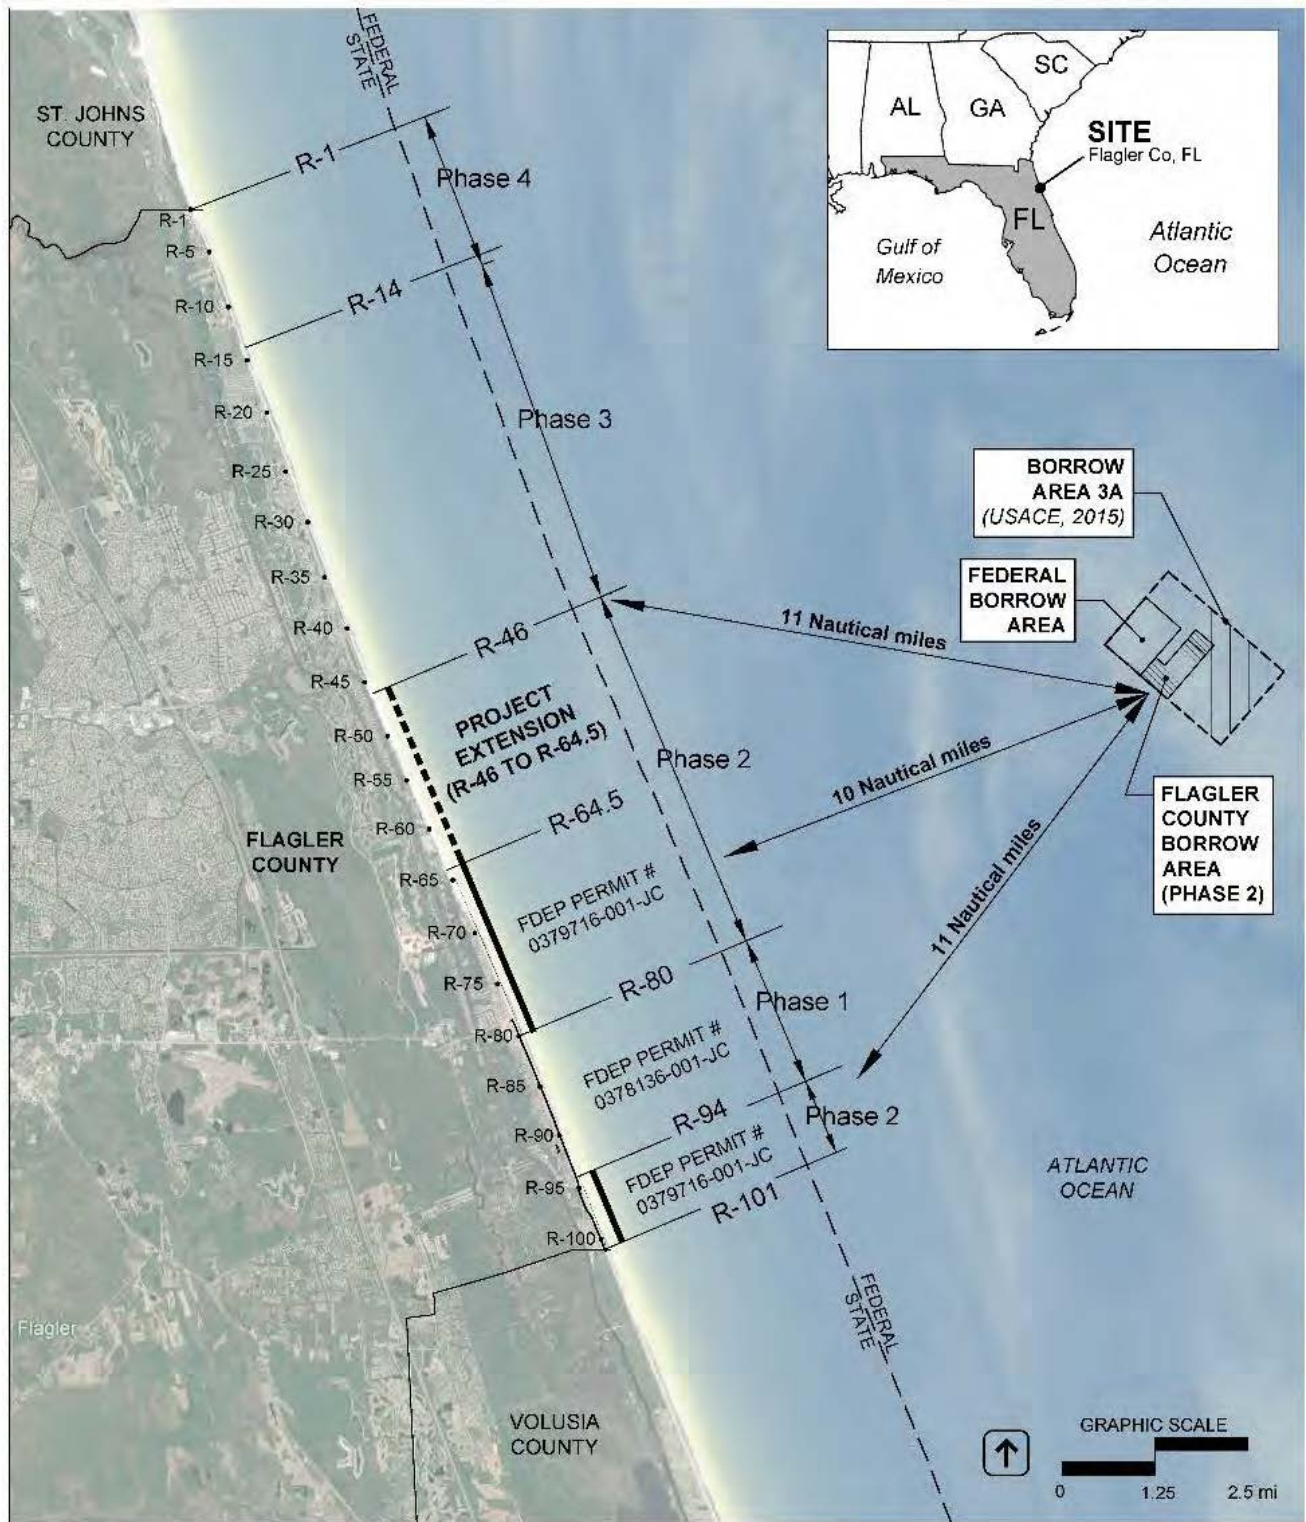 FEDERAL
STATE
ST. JOHNS
COUNTY
R-1
Phase 4
R-1
R-5
R-14
R-10
R-15
R-20
Phase 3
R-25
R-30
R-35
R-40
R-45
R-46
R-50
R-55
R-60
R-65
R-70
R-75
R-80
R-85
R-90
R-95
R-100
PROJECT
EXTENSION
(R-46 TO R-64.5)
Phase 2
R-64.5
FDEP PERMIT #
0379716-001-JC
R-80
Phase 1
FDEP PERMIT #
0378136-001-JC
R-94
Phase 2
FDEP PERMIT #
0379716-001-JC
R-101
FLAGLER
COUNTY
Flagler
VOLUSIA
COUNTY
FEDERAL
STATE
AL
GA
SC
SITE
Flagler Co, FL
FL
Gulf of
Mexico
Atlantic
Ocean
BORROW
AREA 3A
(USACE, 2015)
FEDERAL
BORROW
AREA
11 Nautical miles
10 Nautical miles
11 Nautical miles
FLAGLER
COUNTY
BORROW
AREA
(PHASE 2)
ATLANTIC
OCEAN
GRAPHIC SCALE
0 1.25 2.5 mi